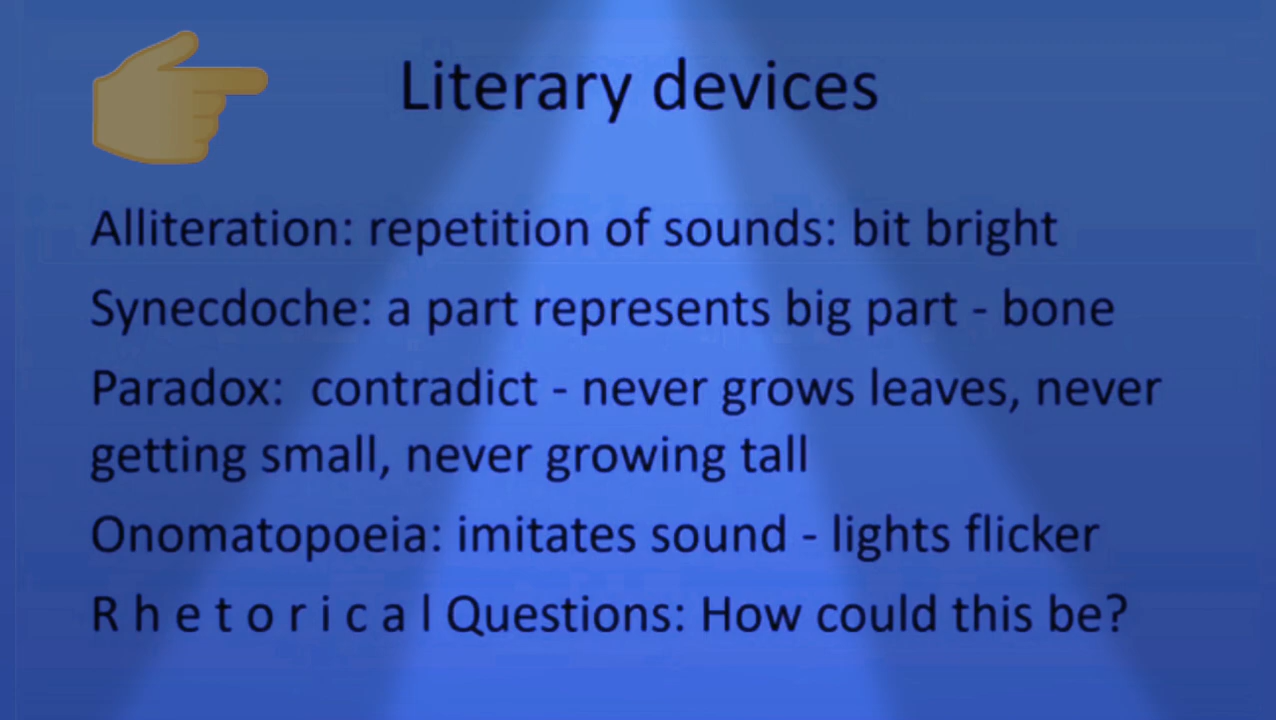 Literary devices
Alliteration: repetition of sounds: bit bright
Synecdoche: a part represents big part - bone
Paradox:  contradict - never grows leaves, never
getting small, never growing tall
Onomatopoeia: imitates sound - lights flicker
R h e t o r i c a l Questions: How could this be?